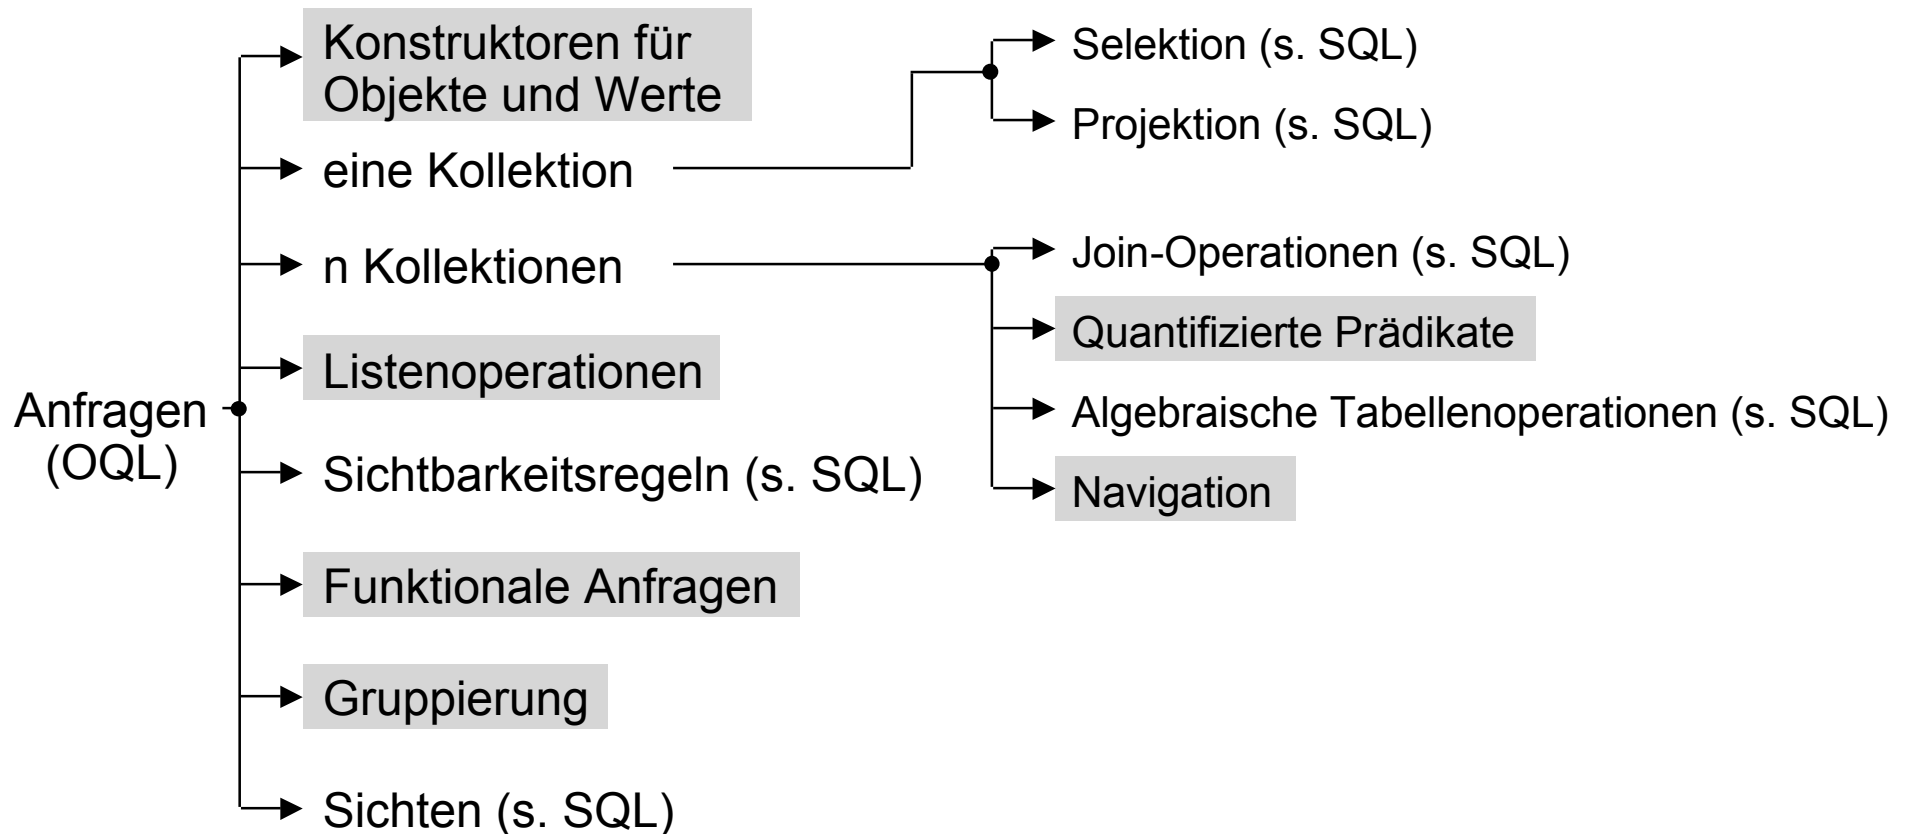 Anfragen
(OQL)
Konstruktoren für
Objekte und Werte
eine Kollektion
Selektion (s. SQL)
Projektion (s. SQL)
n Kollektionen
Join-Operationen (s. SQL)
Quantifizierte Prädikate
Algebraische Tabellenoperationen (s. SQL)
Navigation
Listenoperationen
Sichtbarkeitsregeln (s. SQL)
Funktionale Anfragen
Gruppierung
Sichten (s. SQL)